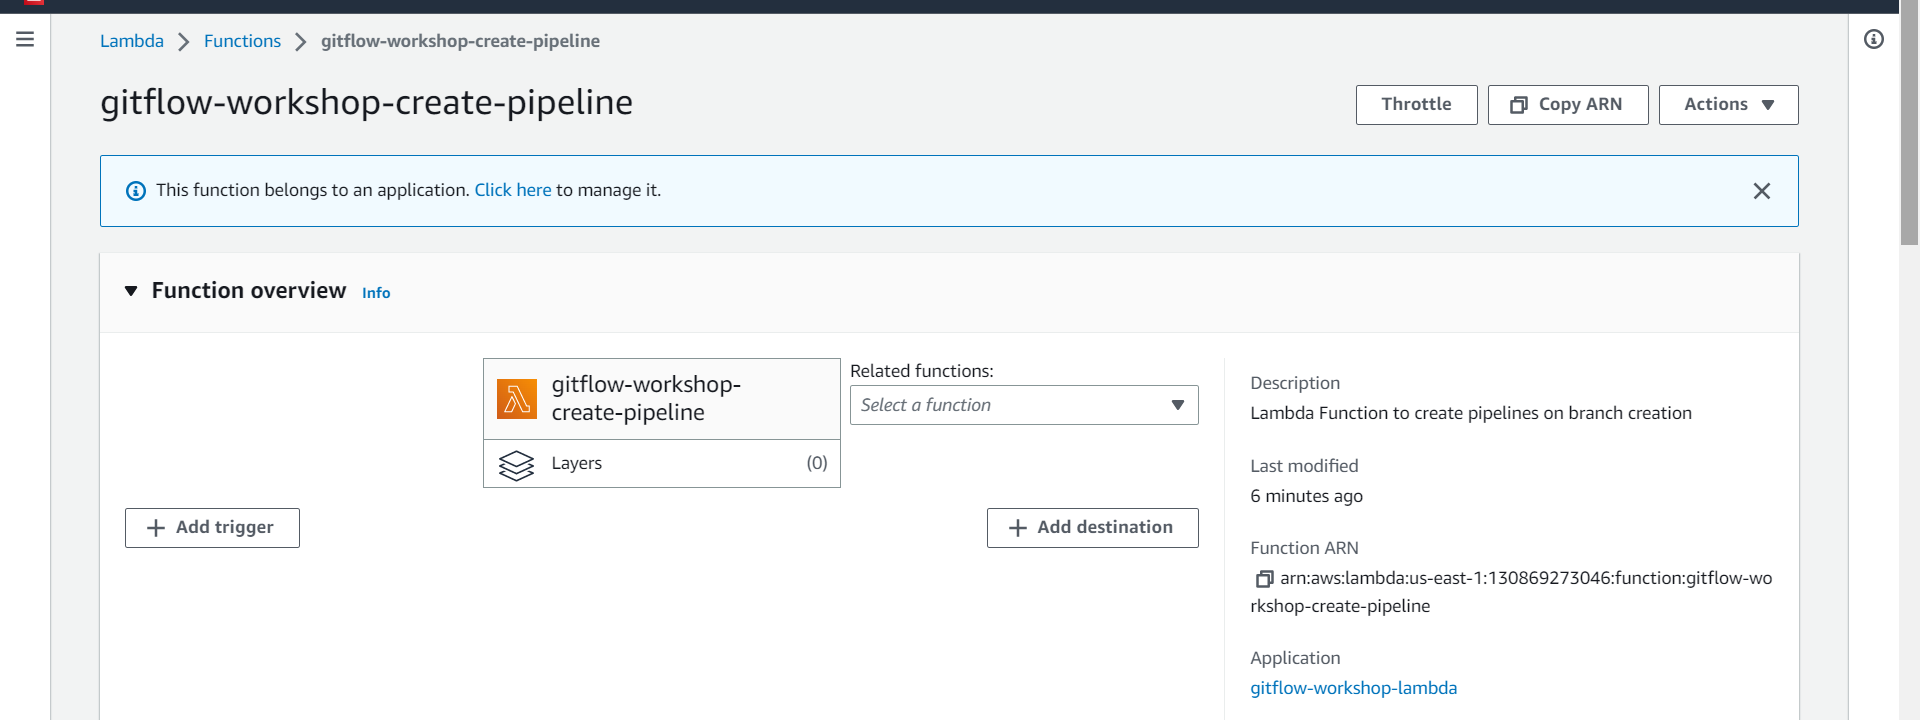 Lambda > Functions > gitflow-workshop-create-pipeline
gitflow-workshop-create-pipeline
Throttle
Copy ARN
Actions
This function belongs to an application. Click here to manage it.
Function overview Info
gitflow-workshop-
create-pipeline
Layers (0)
Related functions:
Select a function
Add trigger
Add destination
Description
Lambda Function to create pipelines on branch creation
Last modified
6 minutes ago
Function ARN
arn:aws:lambda:us-east-1:130869273046:function:gitflow-wo
rkshop-create-pipeline
Application
gitflow-workshop-lambda